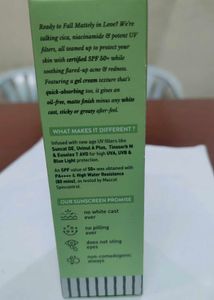 Ready to Fall Mattely in Love? We're
talking cica, niacinamide & potent UV
filters, all teamed up to protect your
skin with certified SPF 50+ while
soothing flared-up acne & redness.
Featuring a gel cream texture that's
quick-absorbing too, it gives an
oil-free, matte finish minus any white
cast, sticky or greasy after-feel.
WHAT MAKES IT DIFFERENT?
Infused with new age UV filters like
Suncat DE, Uvinul A Plus, Tinosorb M
& Eusolex T AVO for high UVA, UVB &
Blue Light protection.
An SPF value of 50+ was obtained with
PA++++ & High Water Resistance
(80 mins), as tested by Mascot
Spincontrol.
OUR SUNSCREEN PROMISE
no white cast
ever
no pilling
ever
does not sting
eyes
non-comedogenic
always